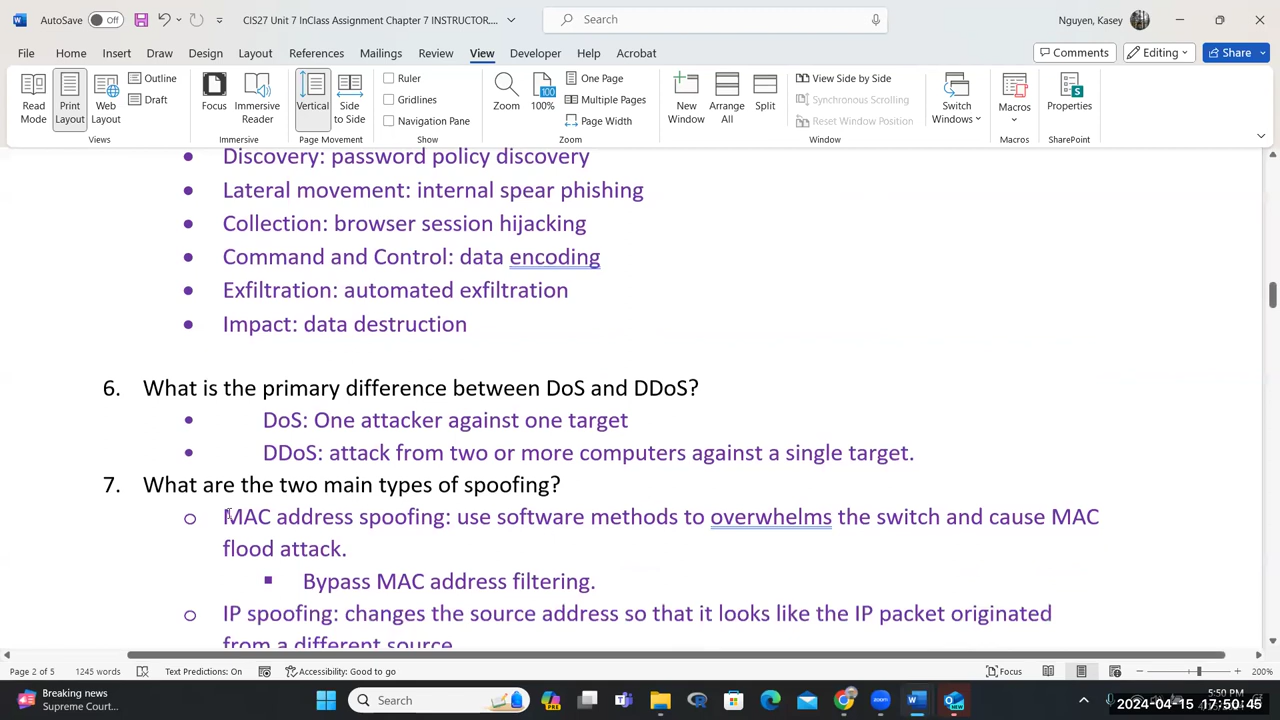 AutoSave Off CIS27 Unit 7 InClass Assignment Chapter 7 INSTRUCTOR.... Search Nguyen, Kasey
File Home Insert Draw Design Layout References Mailings Review View Developer Help Acrobat Comments Editing Share
Read Mode Print Layout Web Layout Outline Draft Focus Immersive Reader Vertical Side to Side Ruler Gridlines Navigation Pane Zoom 100% One Page Multiple Pages Page Width New Window Arrange All Split View Side by Side Synchronous Scrolling Reset Window Position Switch Windows Macros Properties
Views Immersive Page Movement Show Zoom Window Macros SharePoint
• Discovery: password policy discovery
• Lateral movement: internal spear phishing
• Collection: browser session hijacking
• Command and Control: data encoding
• Exfiltration: automated exfiltration
• Impact: data destruction
6. What is the primary difference between DoS and DDoS?
• DoS: One attacker against one target
• DDoS: attack from two or more computers against a single target.
7. What are the two main types of spoofing?
o MAC address spoofing: use software methods to overwhelms the switch and cause MAC
flood attack.
▪ Bypass MAC address filtering.
o IP spoofing: changes the source address so that it looks like the IP packet originated
from a different source.
Page 2 of 5 1245 words Text Predictions: On Accessibility: Good to go Focus 200%
Breaking news
Supreme Court...
Search
PRE
NEW
5:50 PM
2024-04-15 17:50:45